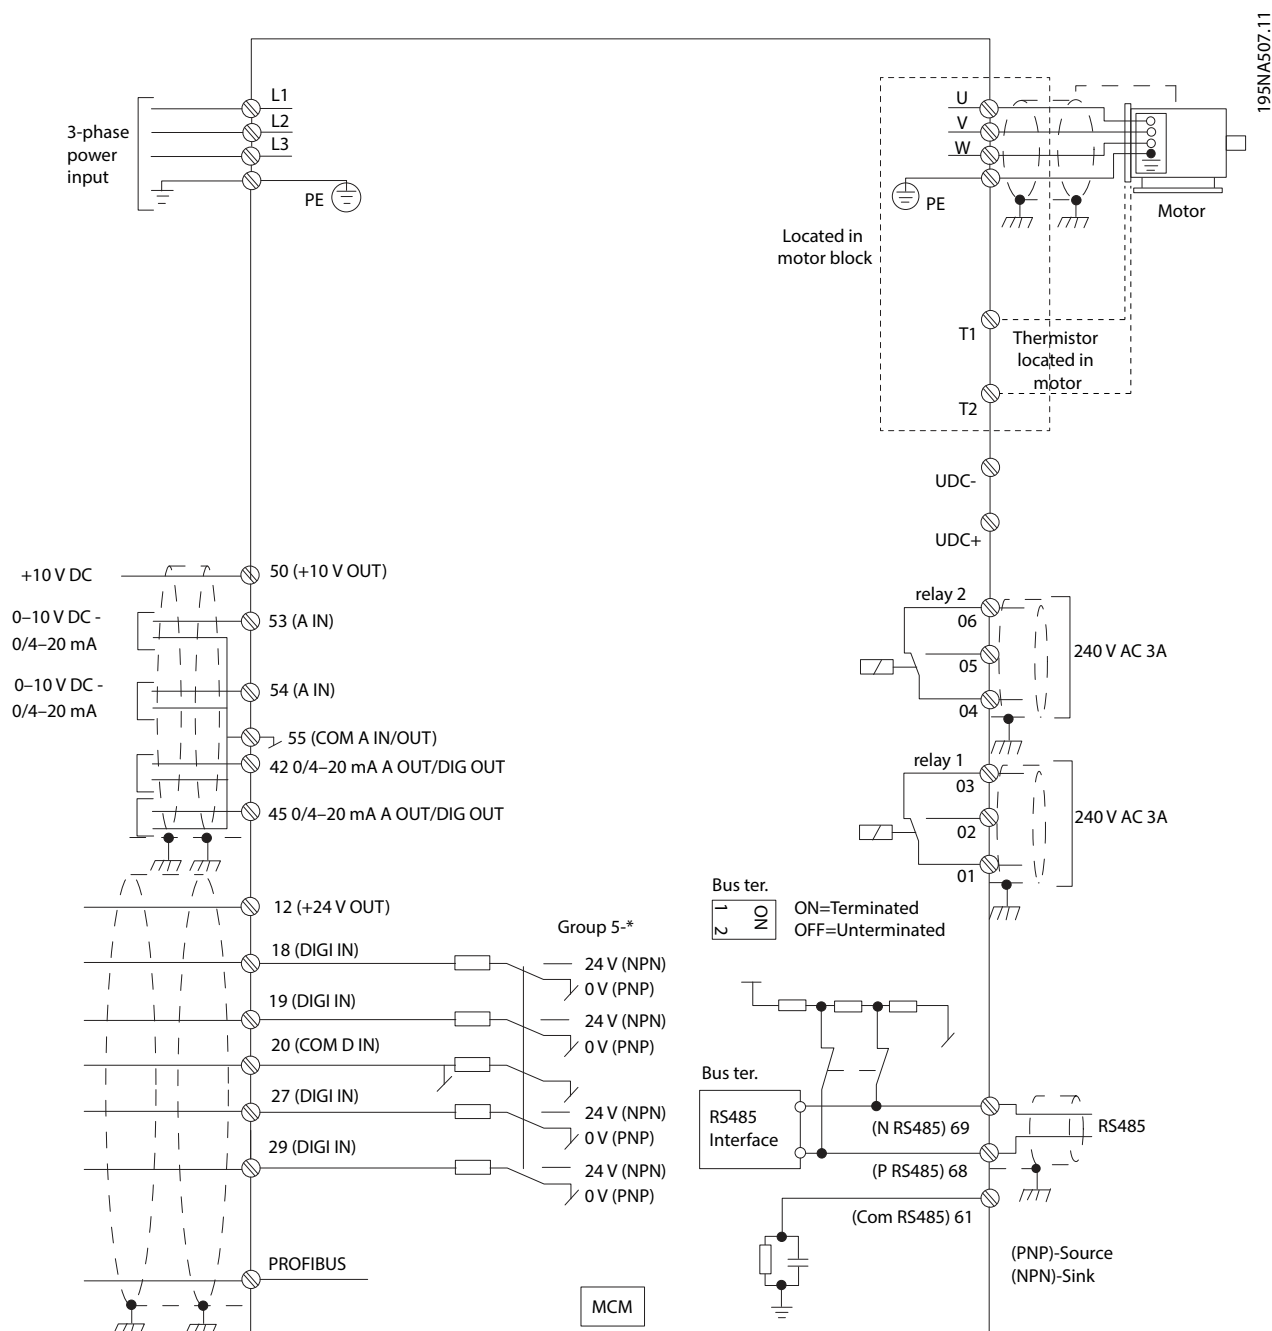 195NA507.11
3-phase
power
input
L1
L2
L3
PE
U
V
W
PE
Motor
Located in
motor block
T1
Thermistor
located in
motor
T2
UDC-
UDC+
+10 V DC
50 (+10 V OUT)
0–10 V DC -
0/4–20 mA
53 (A IN)
0–10 V DC -
0/4–20 mA
54 (A IN)
55 (COM A IN/OUT)
42 0/4–20 mA A OUT/DIG OUT
45 0/4–20 mA A OUT/DIG OUT
relay 2
06
05
04
240 V AC 3A
relay 1
03
02
01
240 V AC 3A
12 (+24 V OUT)
Group 5-*
18 (DIGI IN)
24 V (NPN)
0 V (PNP)
19 (DIGI IN)
24 V (NPN)
0 V (PNP)
20 (COM D IN)
27 (DIGI IN)
24 V (NPN)
0 V (PNP)
29 (DIGI IN)
24 V (NPN)
0 V (PNP)
PROFIBUS
Bus ter.
1 2
ON
ON=Terminated
OFF=Unterminated
Bus ter.
RS485
Interface
(N RS485) 69
(P RS485) 68
RS485
(Com RS485) 61
(PNP)-Source
(NPN)-Sink
MCM